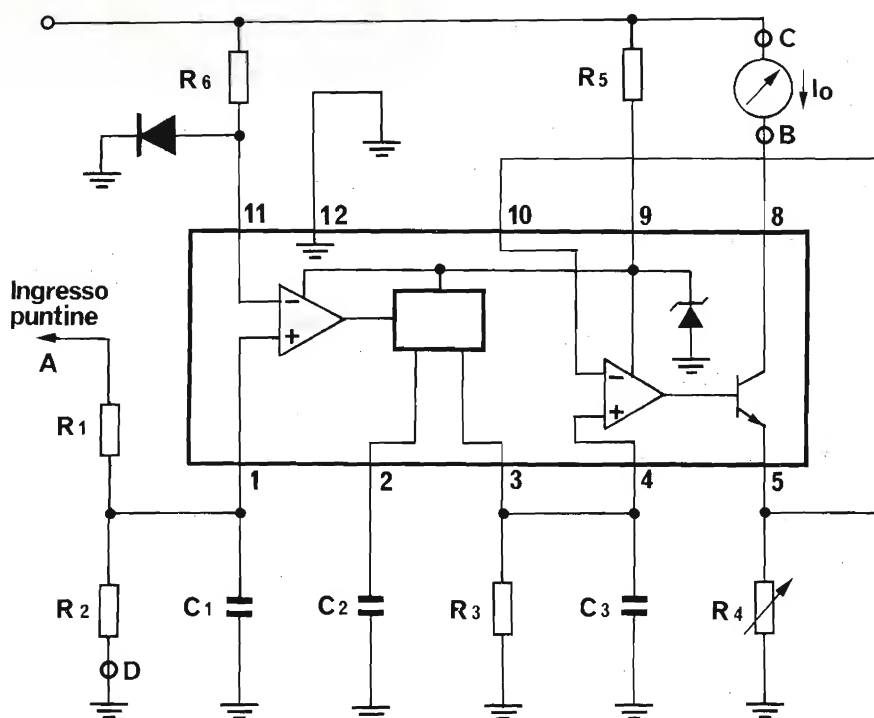 C
R6
R5
Io
B
11 12 10 9 8
Ingresso
puntine
A
− + − +
R1
1 2 3 4 5
R2 C1 C2 R3 C3 R4
D